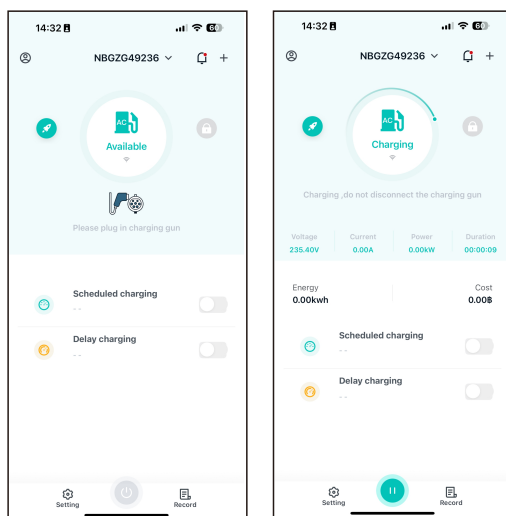 14:32
60
NBGZG49236
AC
Available
Please plug in charging gun
Scheduled charging
--
Delay charging
--
Setting
Record
14:32
60
NBGZG49236
AC
Charging
Charging ,do not disconnect the charging gun
Voltage Current Power Duration
235.40V 0.00A 0.00kW 00:00:09
Energy Cost
0.00kwh 0.00฿
Scheduled charging
--
Delay charging
--
Setting
Record